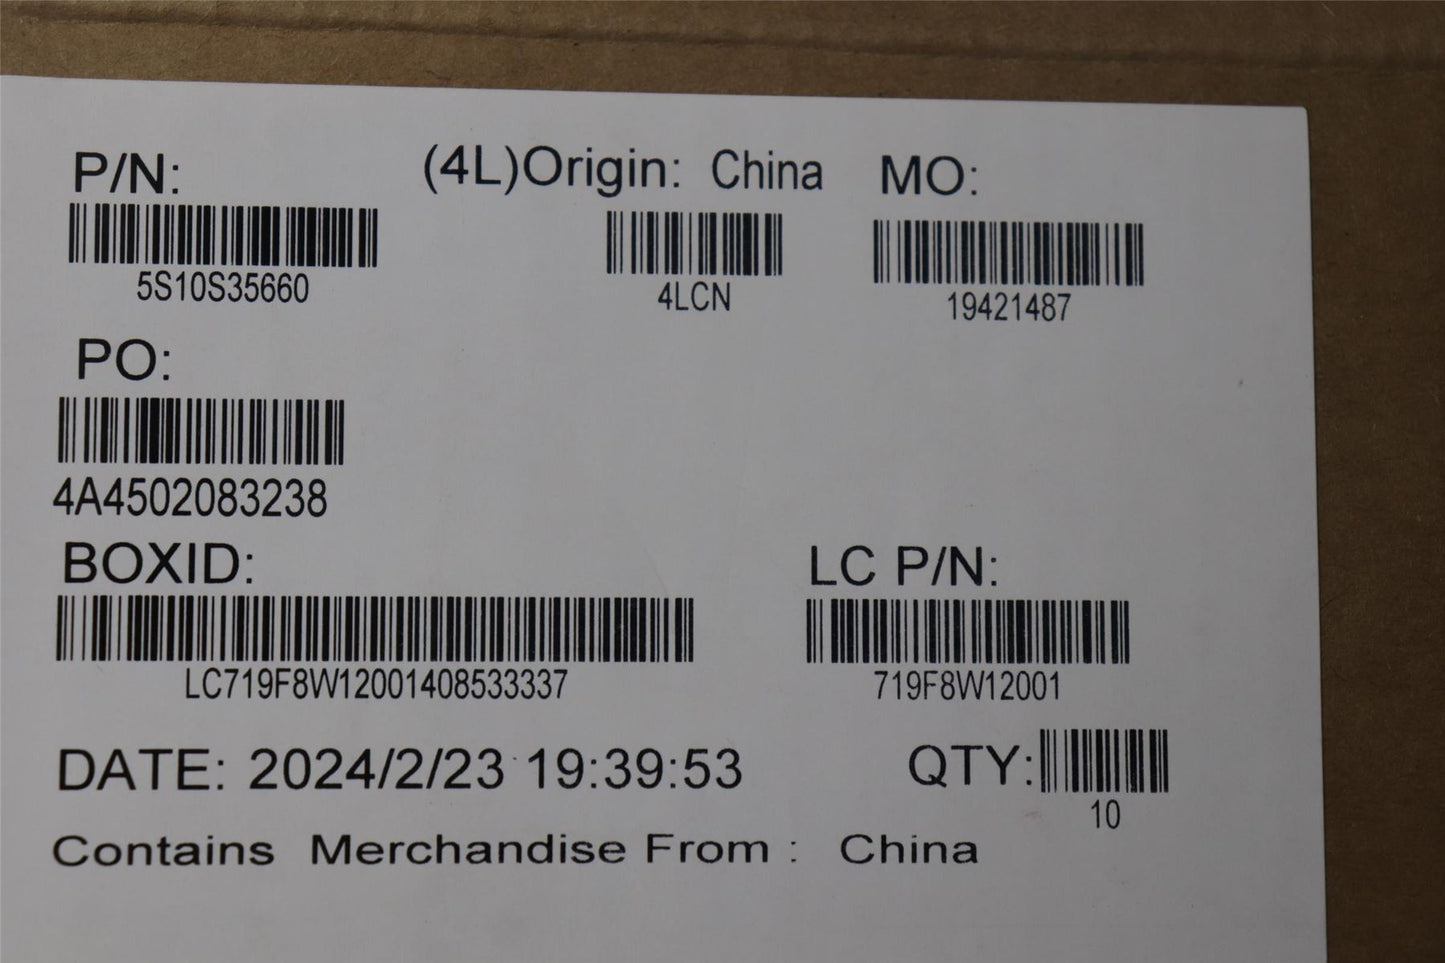 P/N: (4L)Origin: China MO:
5S10S35660 4LCN 19421487
PO:
4A4502083238
BOXID: LC P/N:
LC719F8W12001408533337 719F8W12001
DATE: 2024/2/23 19:39:53 QTY:
10
Contains Merchandise From : China